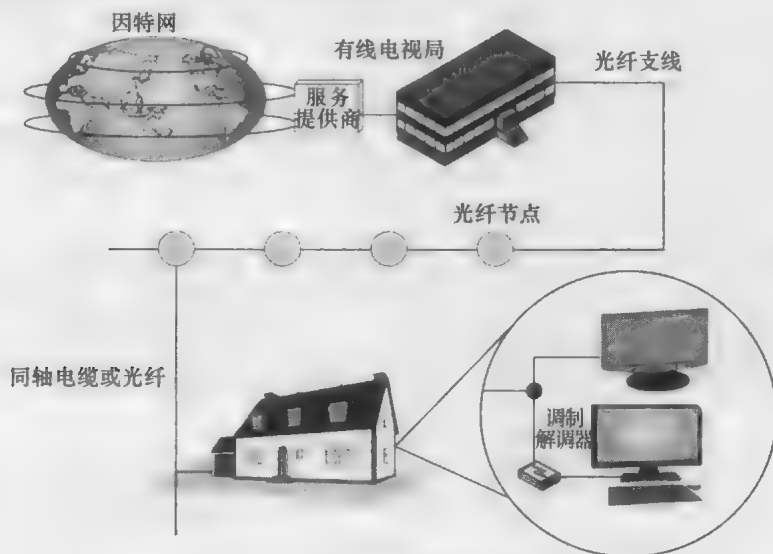 因特网
有线电视局
光纤支线
服务
提供商
光纤节点
同轴电缆或光纤
调制
解调器